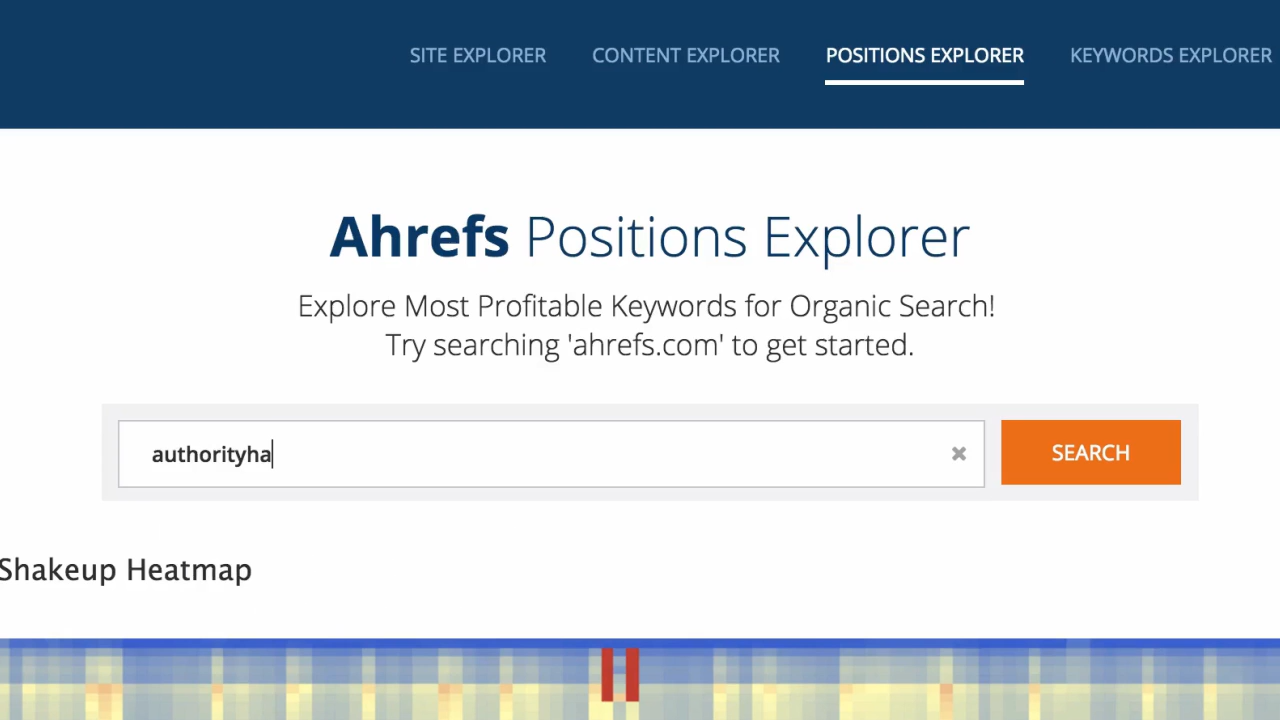 SITE EXPLORER CONTENT EXPLORER POSITIONS EXPLORER KEYWORDS EXPLORER
Ahrefs Positions Explorer
Explore Most Profitable Keywords for Organic Search!
Try searching 'ahrefs.com' to get started.
authorityha
SEARCH
Shakeup Heatmap